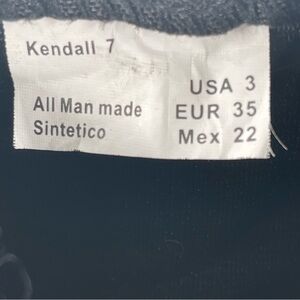 Kendall 7
USA 3
All Man made EUR 35
Sintetico Mex 22